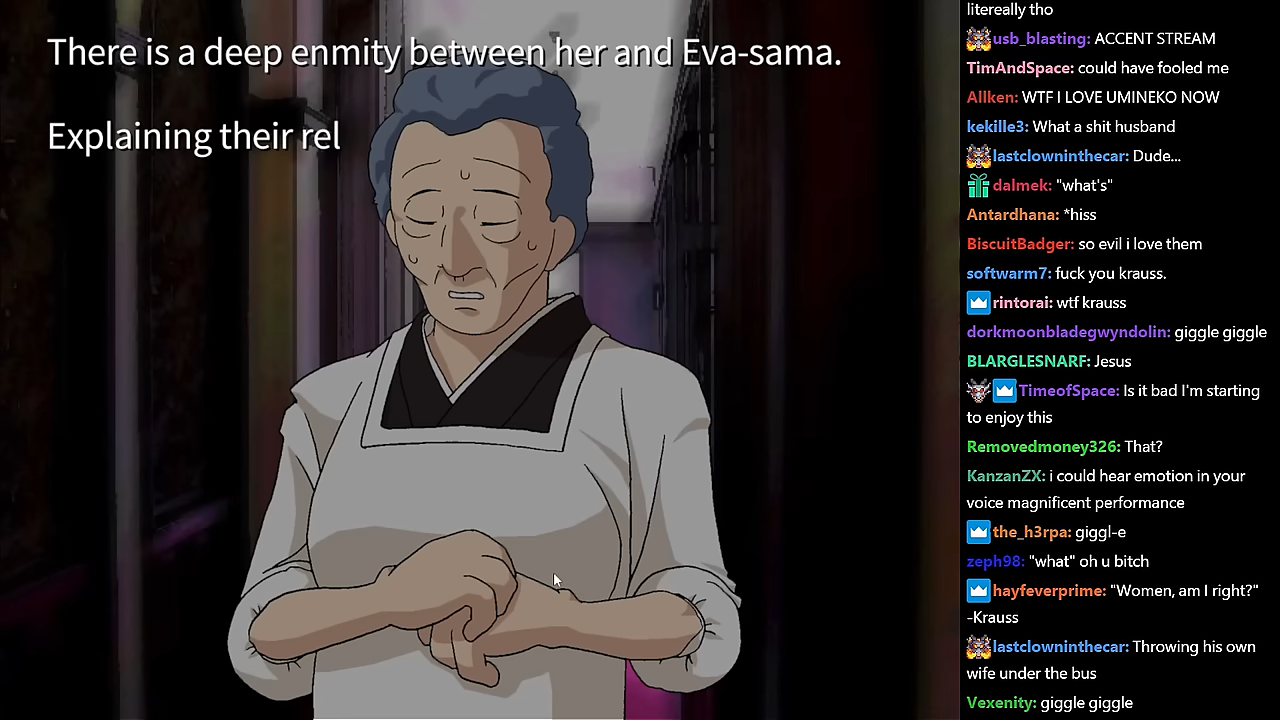 There is a deep enmity between her and Eva-sama.
Explaining their rel
litereally tho
usb_blasting: ACCENT STREAM
TimAndSpace: could have fooled me
Allken: WTF I LOVE UMINEKO NOW
kekille3: What a shit husband
lastclowninthecar: Dude...
dalmek: "what's"
Antardhana: *hiss
BiscuitBadger: so evil i love them
softwarm7: fuck you krauss.
rintorai: wtf krauss
dorkmoonbladegwyndolin: giggle giggle
BLARGLESNARF: Jesus
TimeofSpace: Is it bad I'm starting
to enjoy this
Removedmoney326: That?
KanzanZX: i could hear emotion in your
voice magnificent performance
the_h3rpa: giggl-e
zeph98: "what" oh u bitch
hayfeverprime: "Women, am I right?"
-Krauss
lastclowninthecar: Throwing his own
wife under the bus
Vexenity: giggle giggle